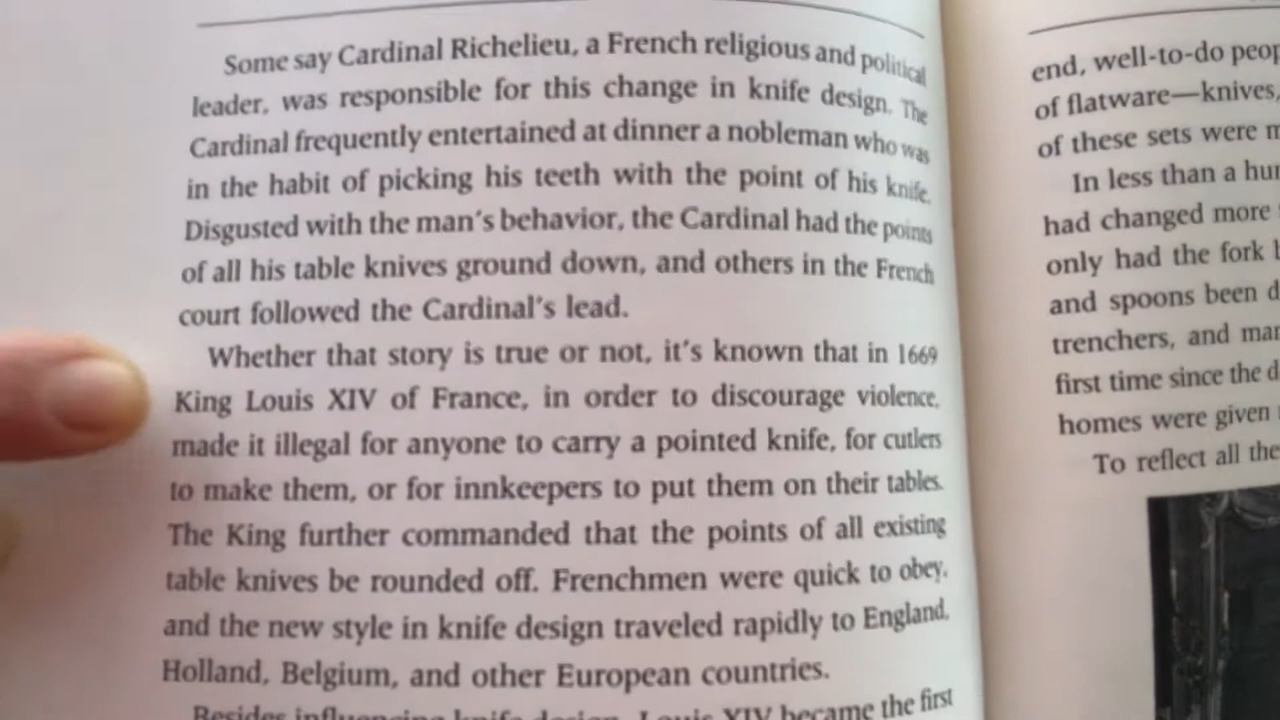 Some say Cardinal Richelieu, a French religious and political
leader, was responsible for this change in knife design. The
Cardinal frequently entertained at dinner a nobleman who was
in the habit of picking his teeth with the point of his knife.
Disgusted with the man's behavior, the Cardinal had the points
of all his table knives ground down, and others in the French
court followed the Cardinal's lead.
Whether that story is true or not, it's known that in 1669
King Louis XIV of France, in order to discourage violence,
made it illegal for anyone to carry a pointed knife, for cutlers
to make them, or for innkeepers to put them on their tables.
The King further commanded that the points of all existing
table knives be rounded off. Frenchmen were quick to obey,
and the new style in knife design traveled rapidly to England,
Holland, Belgium, and other European countries.
Besides influencing knife design, Louis XIV became the first
end, well-to-do
of flatware—knives,
of these sets were
In less than a
had changed more
only had the fork
and spoons been
trenchers, and
first time since the
homes were given
To reflect all the